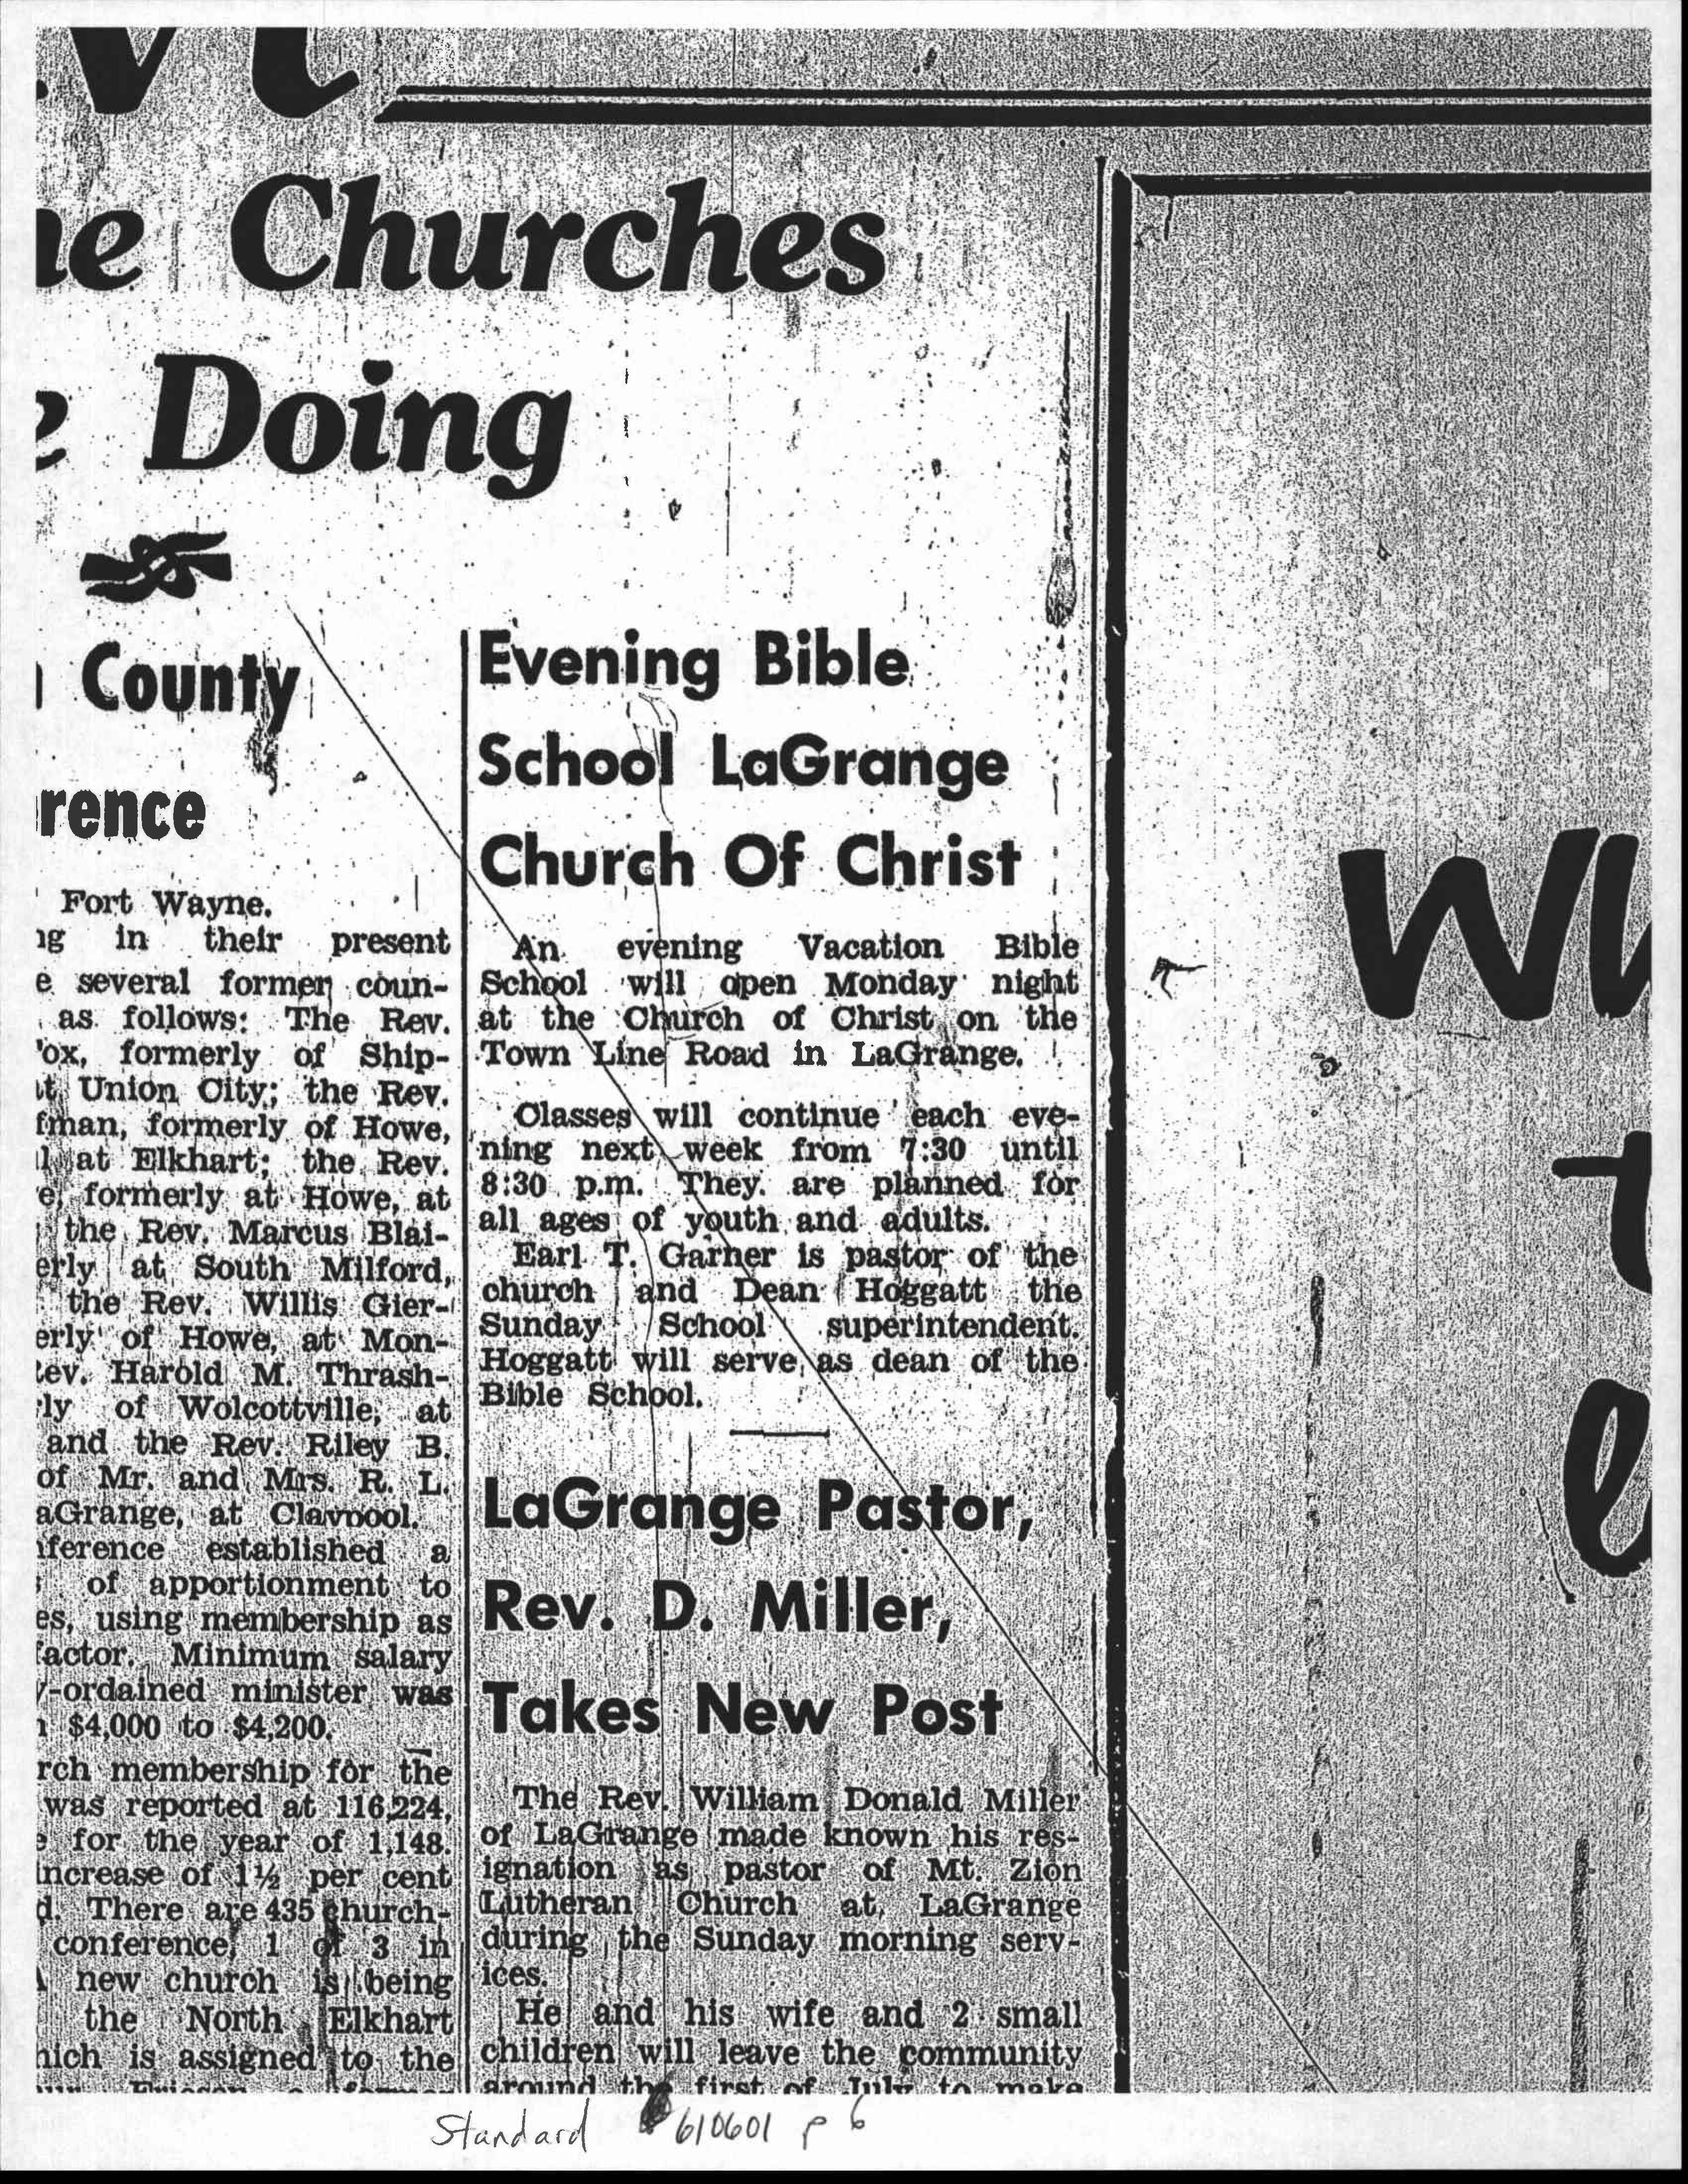 Churches
Doing
County
rence
Fort Wayne.
in their present
e several former coun-
as follows: The Rev.
'ox, formerly of Ship-
Union City; the Rev.
fman, formerly of Howe,
l at Elkhart; the Rev.
e, formerly at Howe, at
the Rev. Marcus Blai-
erly at South Milford,
the Rev. Willis Gier-
erly of Howe, at Mon-
ev. Harold M. Thrash-
ly of Wolcottville, at
and the Rev. Riley B.
of Mr. and Mrs. R. L.
aGrange, at Claypool.
ference established a
of apportionment to
es, using membership as
factor. Minimum salary
-ordained minister was
$4,000 to $4,200.
rch membership for the
was reported at 116,224,
for the year of 1,148.
increase of 1½ per cent
d. There are 435 church-
conference, 1 of 3 in
new church is being
the North Elkhart
hich is assigned to the
Evening Bible
School LaGrange
Church Of Christ
An evening Vacation Bible
School will open Monday night
at the Church of Christ on the
Town Line Road in LaGrange.
Classes will continue each eve-
ning next week from 7:30 until
8:30 p.m. They are planned for
all ages of youth and adults.
Earl T. Garner is pastor of the
church and Dean Hoggatt the
Sunday School superintendent.
Hoggatt will serve as dean of the
Bible School.
LaGrange Pastor,
Rev. D. Miller,
Takes New Post
The Rev. William Donald Miller
of LaGrange made known his res-
ignation as pastor of Mt. Zion
Lutheran Church at LaGrange
during the Sunday morning serv-
ices.
He and his wife and 2 small
children will leave the community
around the first of July to make
Standard 610601 p 6